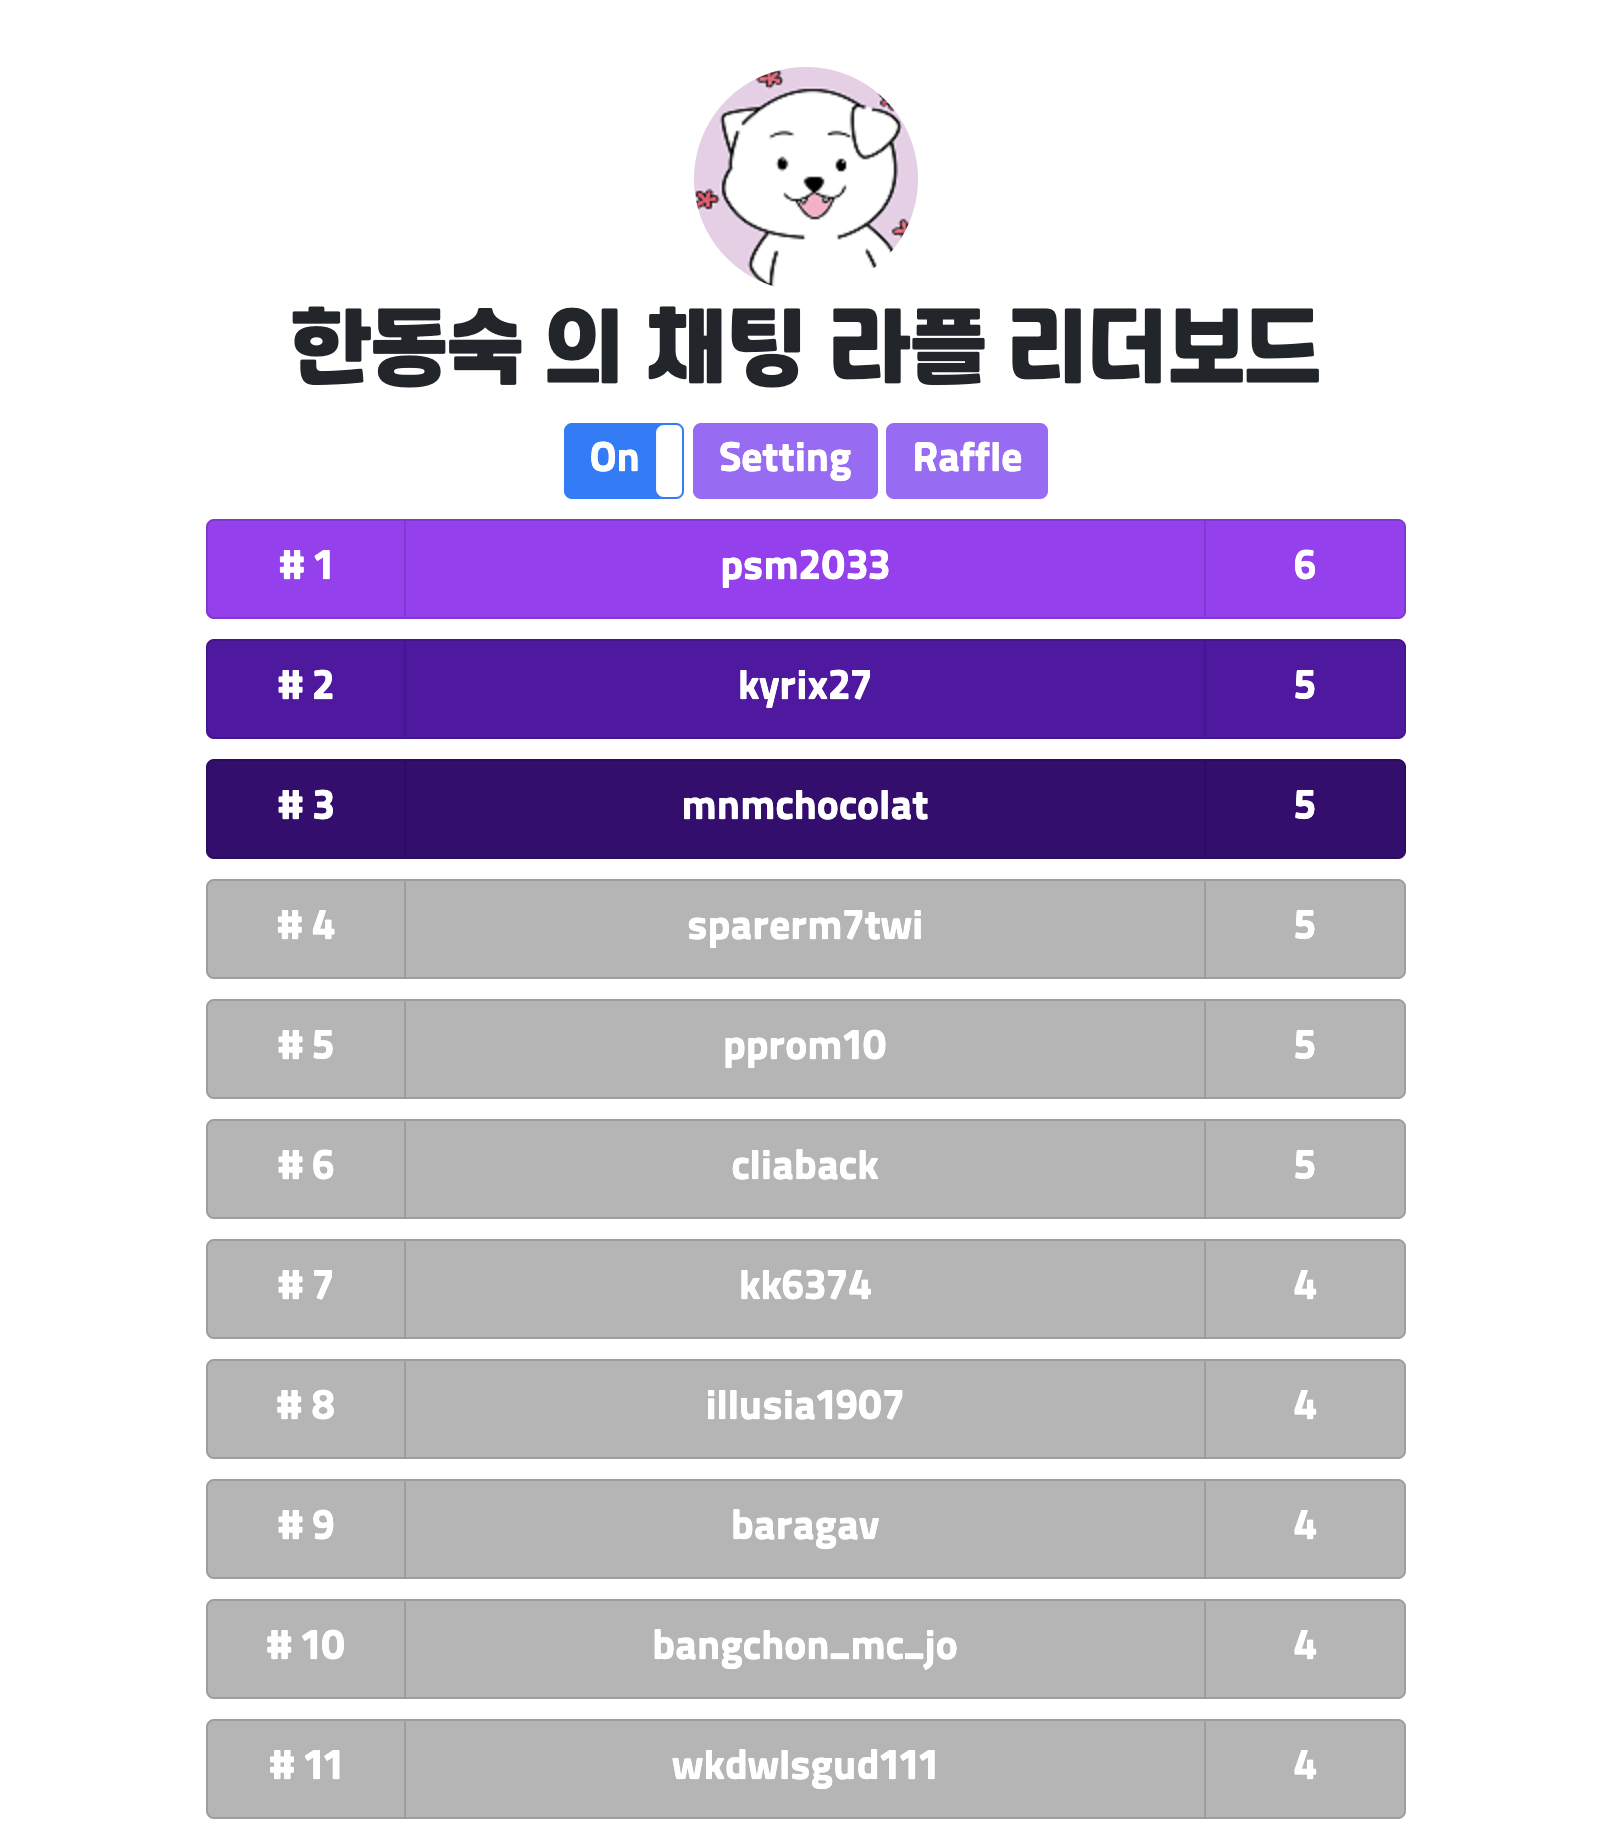 한동숙 의 채팅 라플 리더보드
On Setting Raffle
# 1 psm2033 6
# 2 kyrix27 5
# 3 mnmchocolat 5
# 4 sparerm7twi 5
# 5 pprom10 5
# 6 cliaback 5
# 7 kk6374 4
# 8 illusia1907 4
# 9 baragav 4
# 10 bangchon_mc_jo 4
# 11 wkdwlsgud111 4